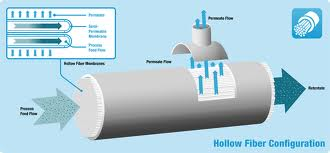 Permeate
Semi-
Permeable
Membrane
Process
Feed Flow
Hollow Fiber Membranes
Permeate Flow
Permeate Flow
Process
Feed Flow
Retentate
Hollow Fiber Configuration